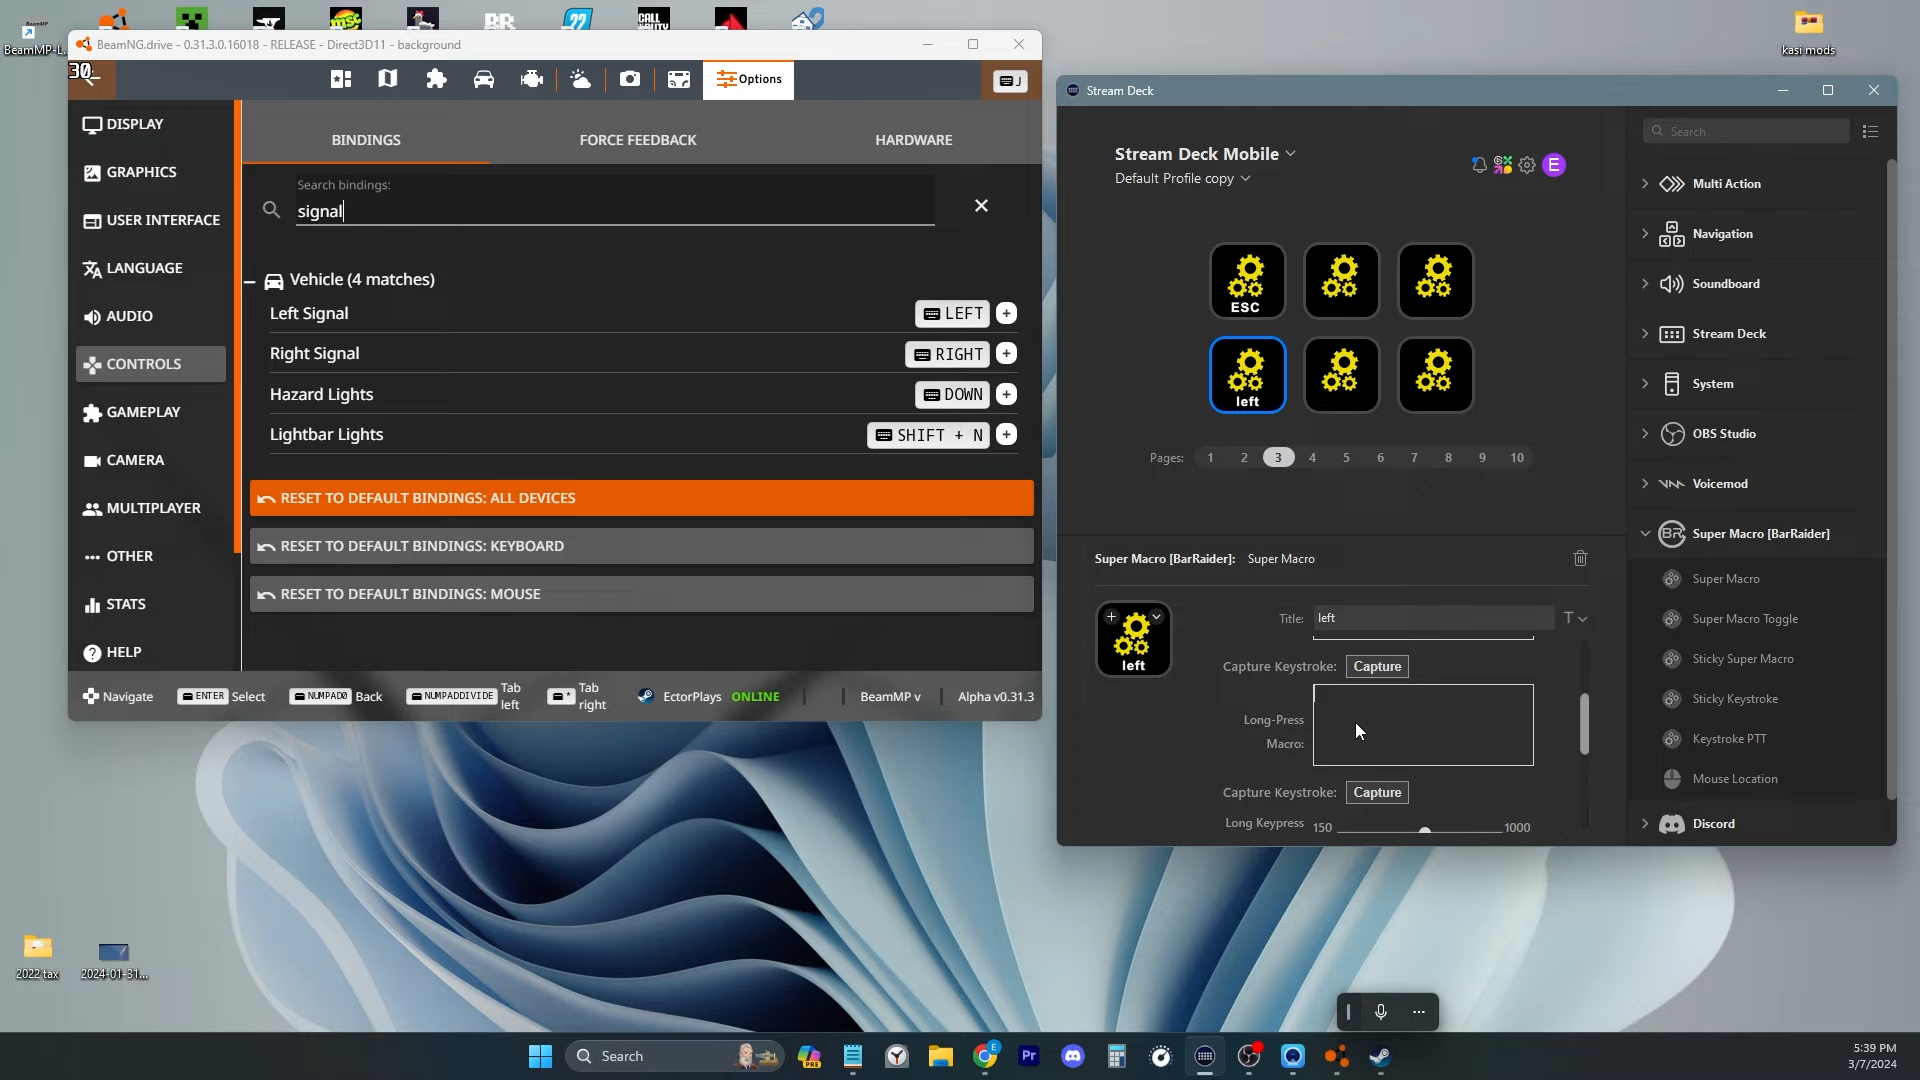 BeamMP-L...
kasi mods
BeamNG.drive - 0.31.3.0.16018 - RELEASE - Direct3D11 - background
30
Options
J
DISPLAY
GRAPHICS
USER INTERFACE
LANGUAGE
AUDIO
CONTROLS
GAMEPLAY
CAMERA
MULTIPLAYER
OTHER
STATS
HELP
BINDINGS
FORCE FEEDBACK
HARDWARE
Search bindings:
signal
Vehicle (4 matches)
Left Signal
LEFT
Right Signal
RIGHT
Hazard Lights
DOWN
Lightbar Lights
SHIFT + N
RESET TO DEFAULT BINDINGS: ALL DEVICES
RESET TO DEFAULT BINDINGS: KEYBOARD
RESET TO DEFAULT BINDINGS: MOUSE
Navigate
ENTER Select
NUMPAD0 Back
NUMPADDIVIDE Tab left
* Tab right
EctorPlays ONLINE
BeamMP v
Alpha v0.31.3
Stream Deck
Stream Deck Mobile
Default Profile copy
E
ESC
left
Pages: 1 2 3 4 5 6 7 8 9 10
Super Macro [BarRaider]: Super Macro
left
Title: left
T
Capture Keystroke: Capture
Long-Press
Macro:
Capture Keystroke: Capture
Long Keypress 150 1000
Search
Multi Action
Navigation
Soundboard
Stream Deck
System
OBS Studio
Voicemod
BR Super Macro [BarRaider]
Super Macro
Super Macro Toggle
Sticky Super Macro
Sticky Keystroke
Keystroke PTT
Mouse Location
Discord
2022 tax
2024-01-31...
Search
PRE
E
Pr
5:39 PM
3/7/2024